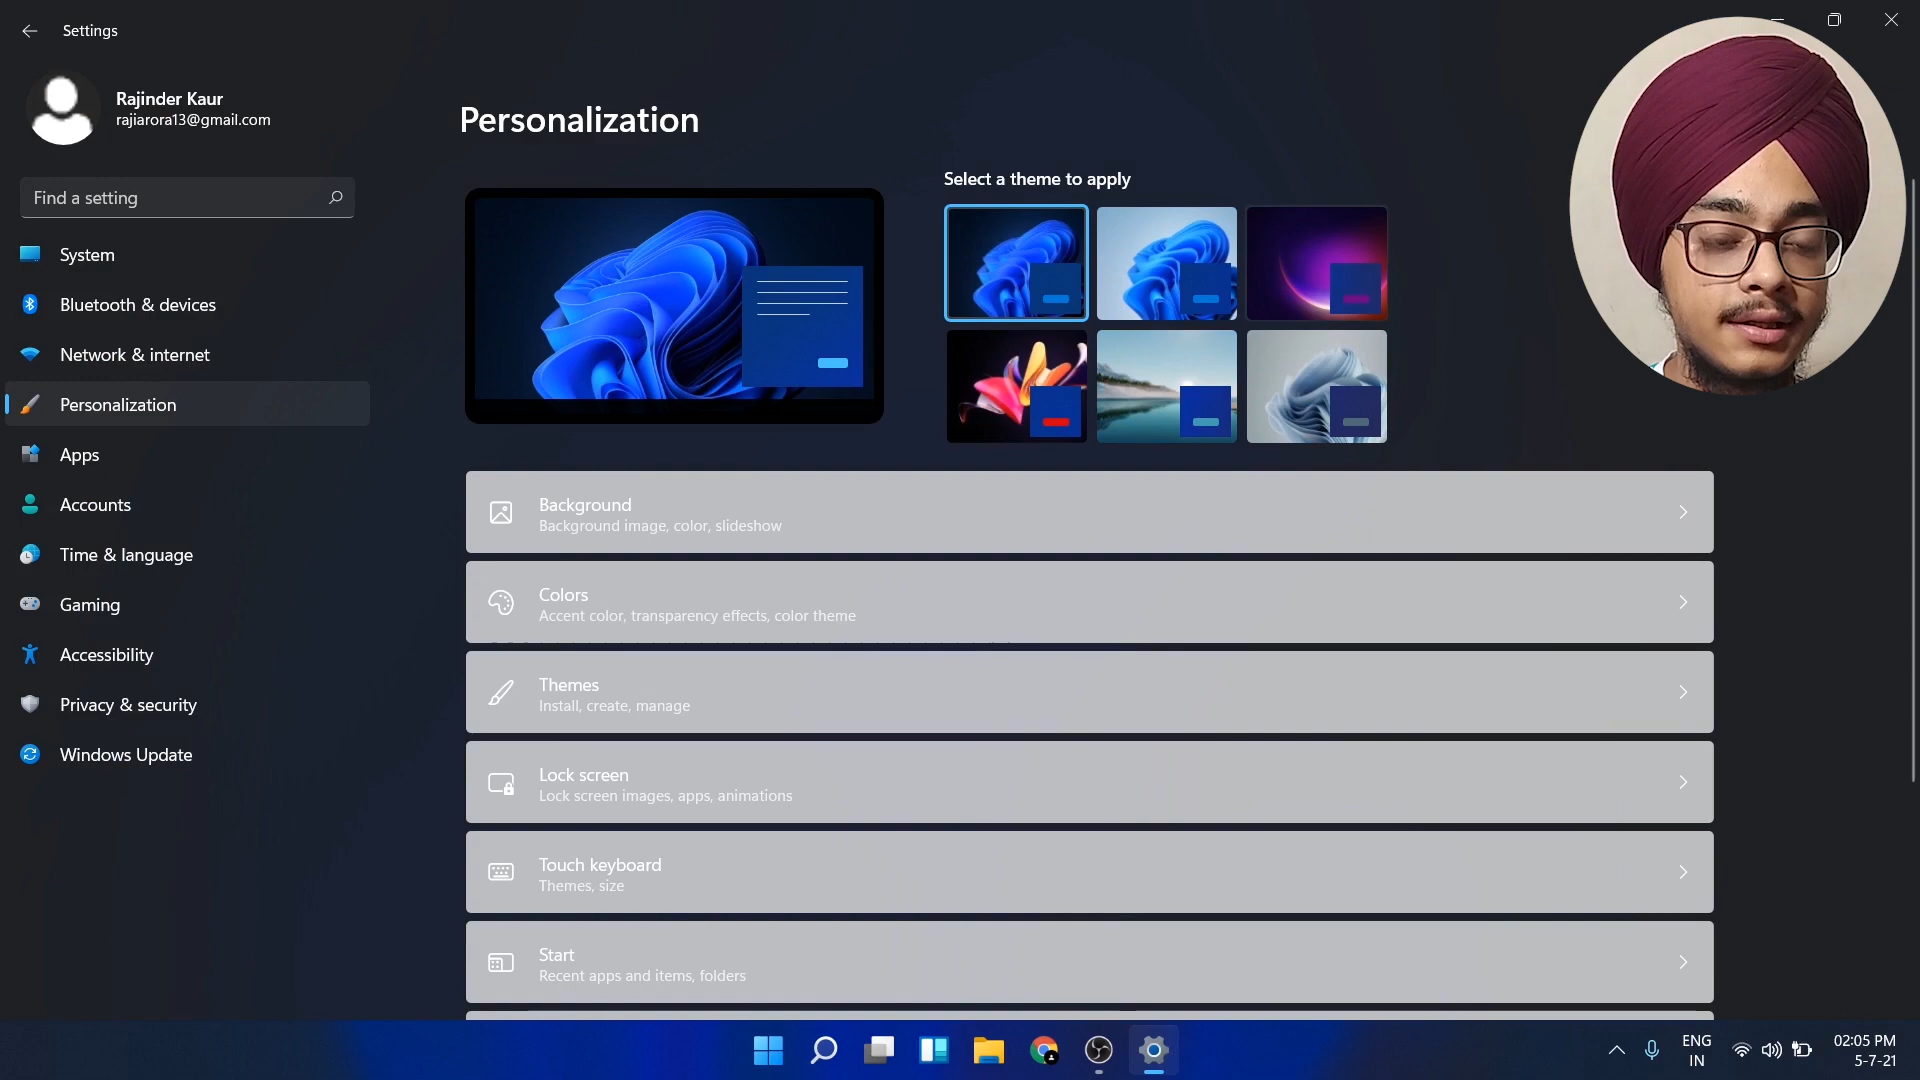 Settings
Rajinder Kaur
rajiarora13@gmail.com
Find a setting
System
Bluetooth & devices
Network & internet
Personalization
Apps
Accounts
Time & language
Gaming
Accessibility
Privacy & security
Windows Update
Personalization
Select a theme to apply
Background
Background image, color, slideshow
Colors
Accent color, transparency effects, color theme
Themes
Install, create, manage
Lock screen
Lock screen images, apps, animations
Touch keyboard
Themes, size
Start
Recent apps and items, folders
ENG
IN
02:05 PM
5-7-21